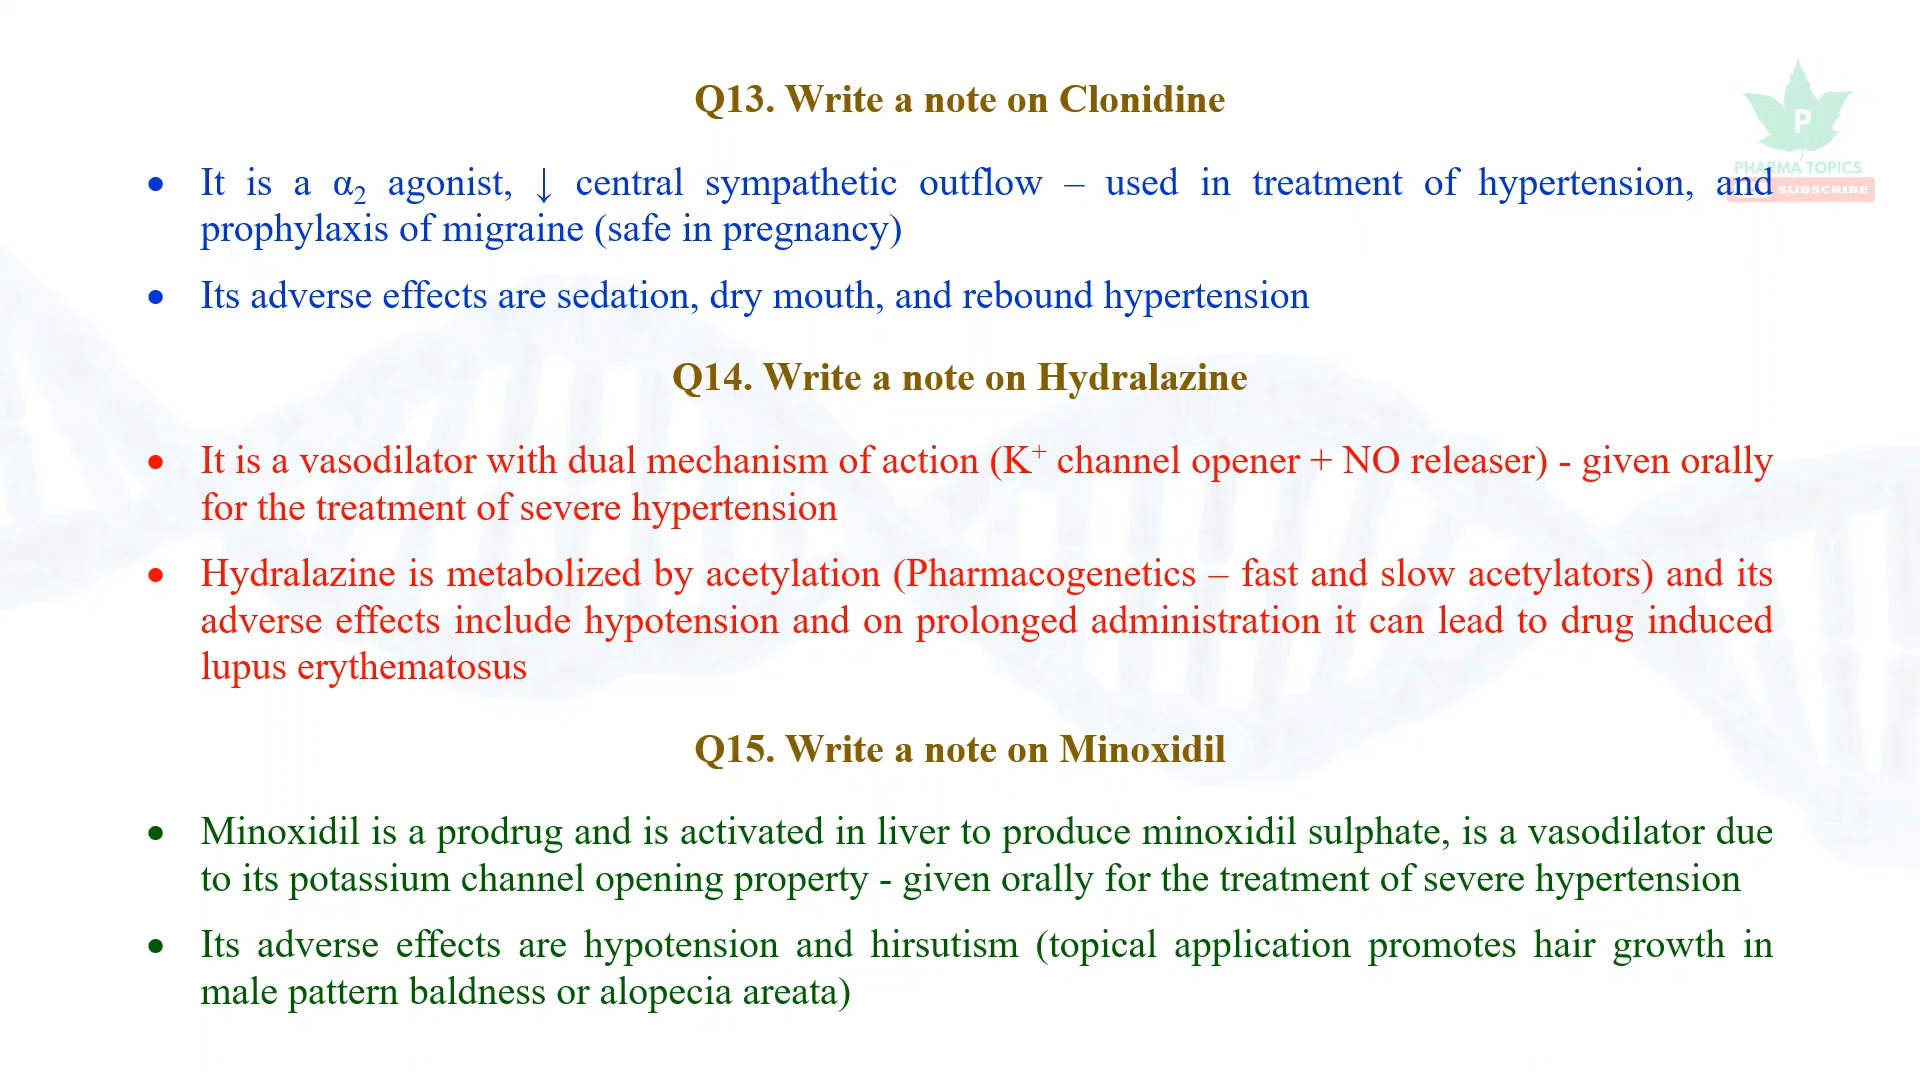 Q13. Write a note on Clonidine
P
PHARMA TOPICS
SUBSCRIBE
• It is a α₂ agonist, ↓ central sympathetic outflow – used in treatment of hypertension, and
prophylaxis of migraine (safe in pregnancy)
• Its adverse effects are sedation, dry mouth, and rebound hypertension
Q14. Write a note on Hydralazine
• It is a vasodilator with dual mechanism of action (K⁺ channel opener + NO releaser) - given orally
for the treatment of severe hypertension
• Hydralazine is metabolized by acetylation (Pharmacogenetics – fast and slow acetylators) and its
adverse effects include hypotension and on prolonged administration it can lead to drug induced
lupus erythematosus
Q15. Write a note on Minoxidil
• Minoxidil is a prodrug and is activated in liver to produce minoxidil sulphate, is a vasodilator due
to its potassium channel opening property - given orally for the treatment of severe hypertension
• Its adverse effects are hypotension and hirsutism (topical application promotes hair growth in
male pattern baldness or alopecia areata)